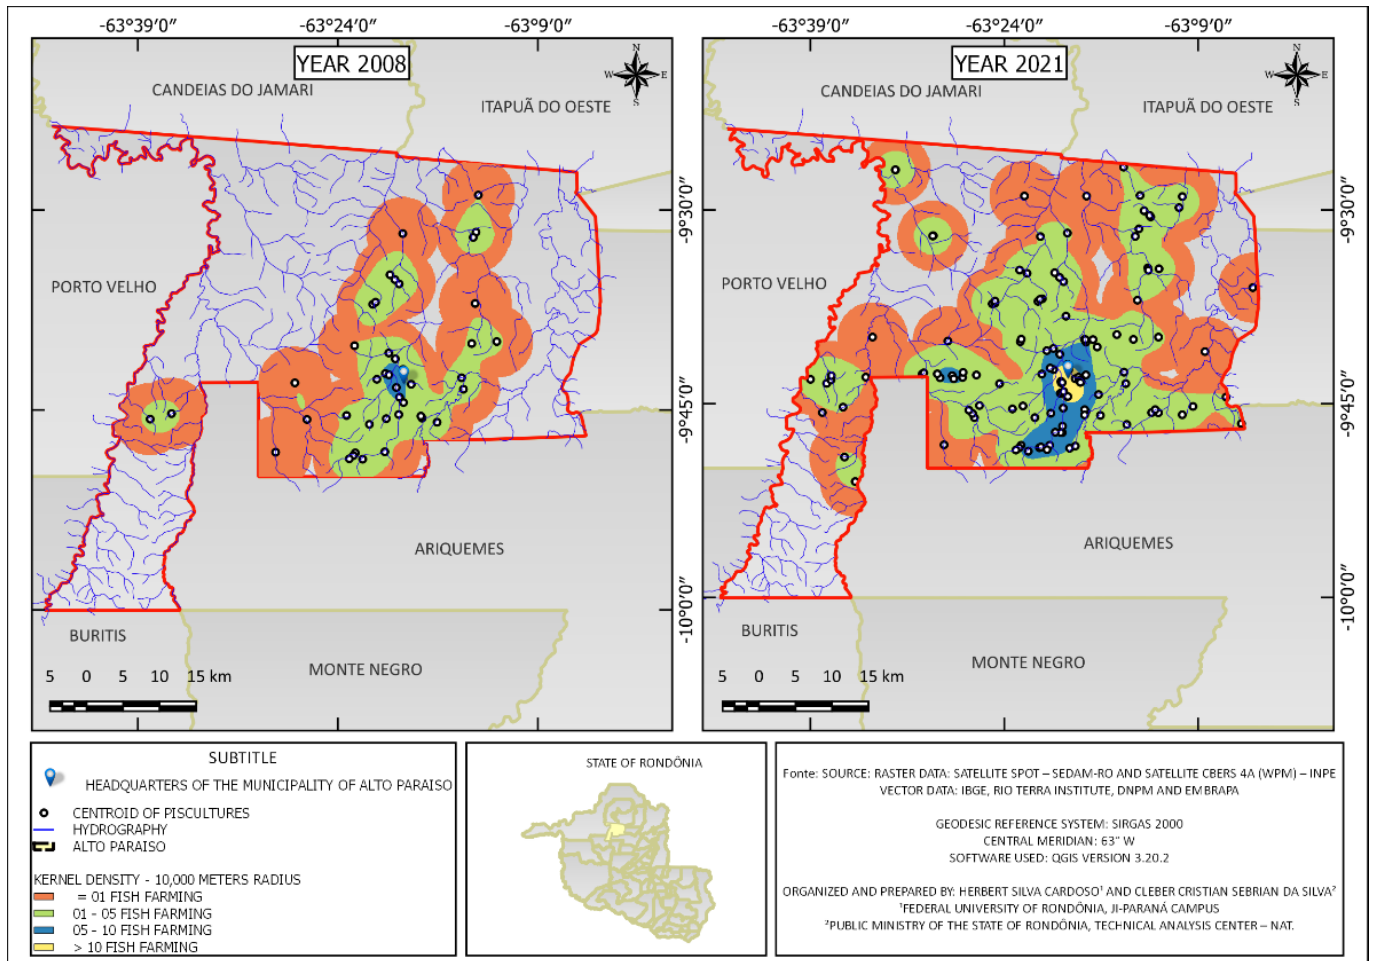 -63°39'0''
-63°24'0''
-63°9'0''
YEAR 2008
N
W
E
S
CANDEIAS DO JAMARI
ITAPUÃ DO OESTE
-9°30'0''
PORTO VELHO
-9°45'0''
ARIQUEMES
-10°0'0''
BURITIS
MONTE NEGRO
5 0 5 10 15 km
-63°39'0''
-63°24'0''
-63°9'0''
YEAR 2021
N
W
E
S
CANDEIAS DO JAMARI
ITAPUÃ DO OESTE
-9°30'0''
PORTO VELHO
-9°45'0''
ARIQUEMES
-10°0'0''
BURITIS
MONTE NEGRO
5 0 5 10 15 km
SUBTITLE
HEADQUARTERS OF THE MUNICIPALITY OF ALTO PARAISO
CENTROID OF PISCULTURES
HYDROGRAPHY
ALTO PARAISO
KERNEL DENSITY - 10,000 METERS RADIUS
= 01 FISH FARMING
01 - 05 FISH FARMING
05 - 10 FISH FARMING
> 10 FISH FARMING
STATE OF RONDÔNIA
Fonte: SOURCE: RASTER DATA: SATELLITE SPOT – SEDAM-RO AND SATELLITE CBERS 4A (WPM) – INPE
VECTOR DATA: IBGE, RIO TERRA INSTITUTE, DNPM AND EMBRAPA
GEODESIC REFERENCE SYSTEM: SIRGAS 2000
CENTRAL MERIDIAN: 63° W
SOFTWARE USED: QGIS VERSION 3.20.2
ORGANIZED AND PREPARED BY: HERBERT SILVA CARDOSO¹ AND CLEBER CRISTIAN SEBRIAN DA SILVA²
¹FEDERAL UNIVERSITY OF RONDÔNIA, JI-PARANÁ CAMPUS
²PUBLIC MINISTRY OF THE STATE OF RONDÔNIA, TECHNICAL ANALYSIS CENTER – NAT.